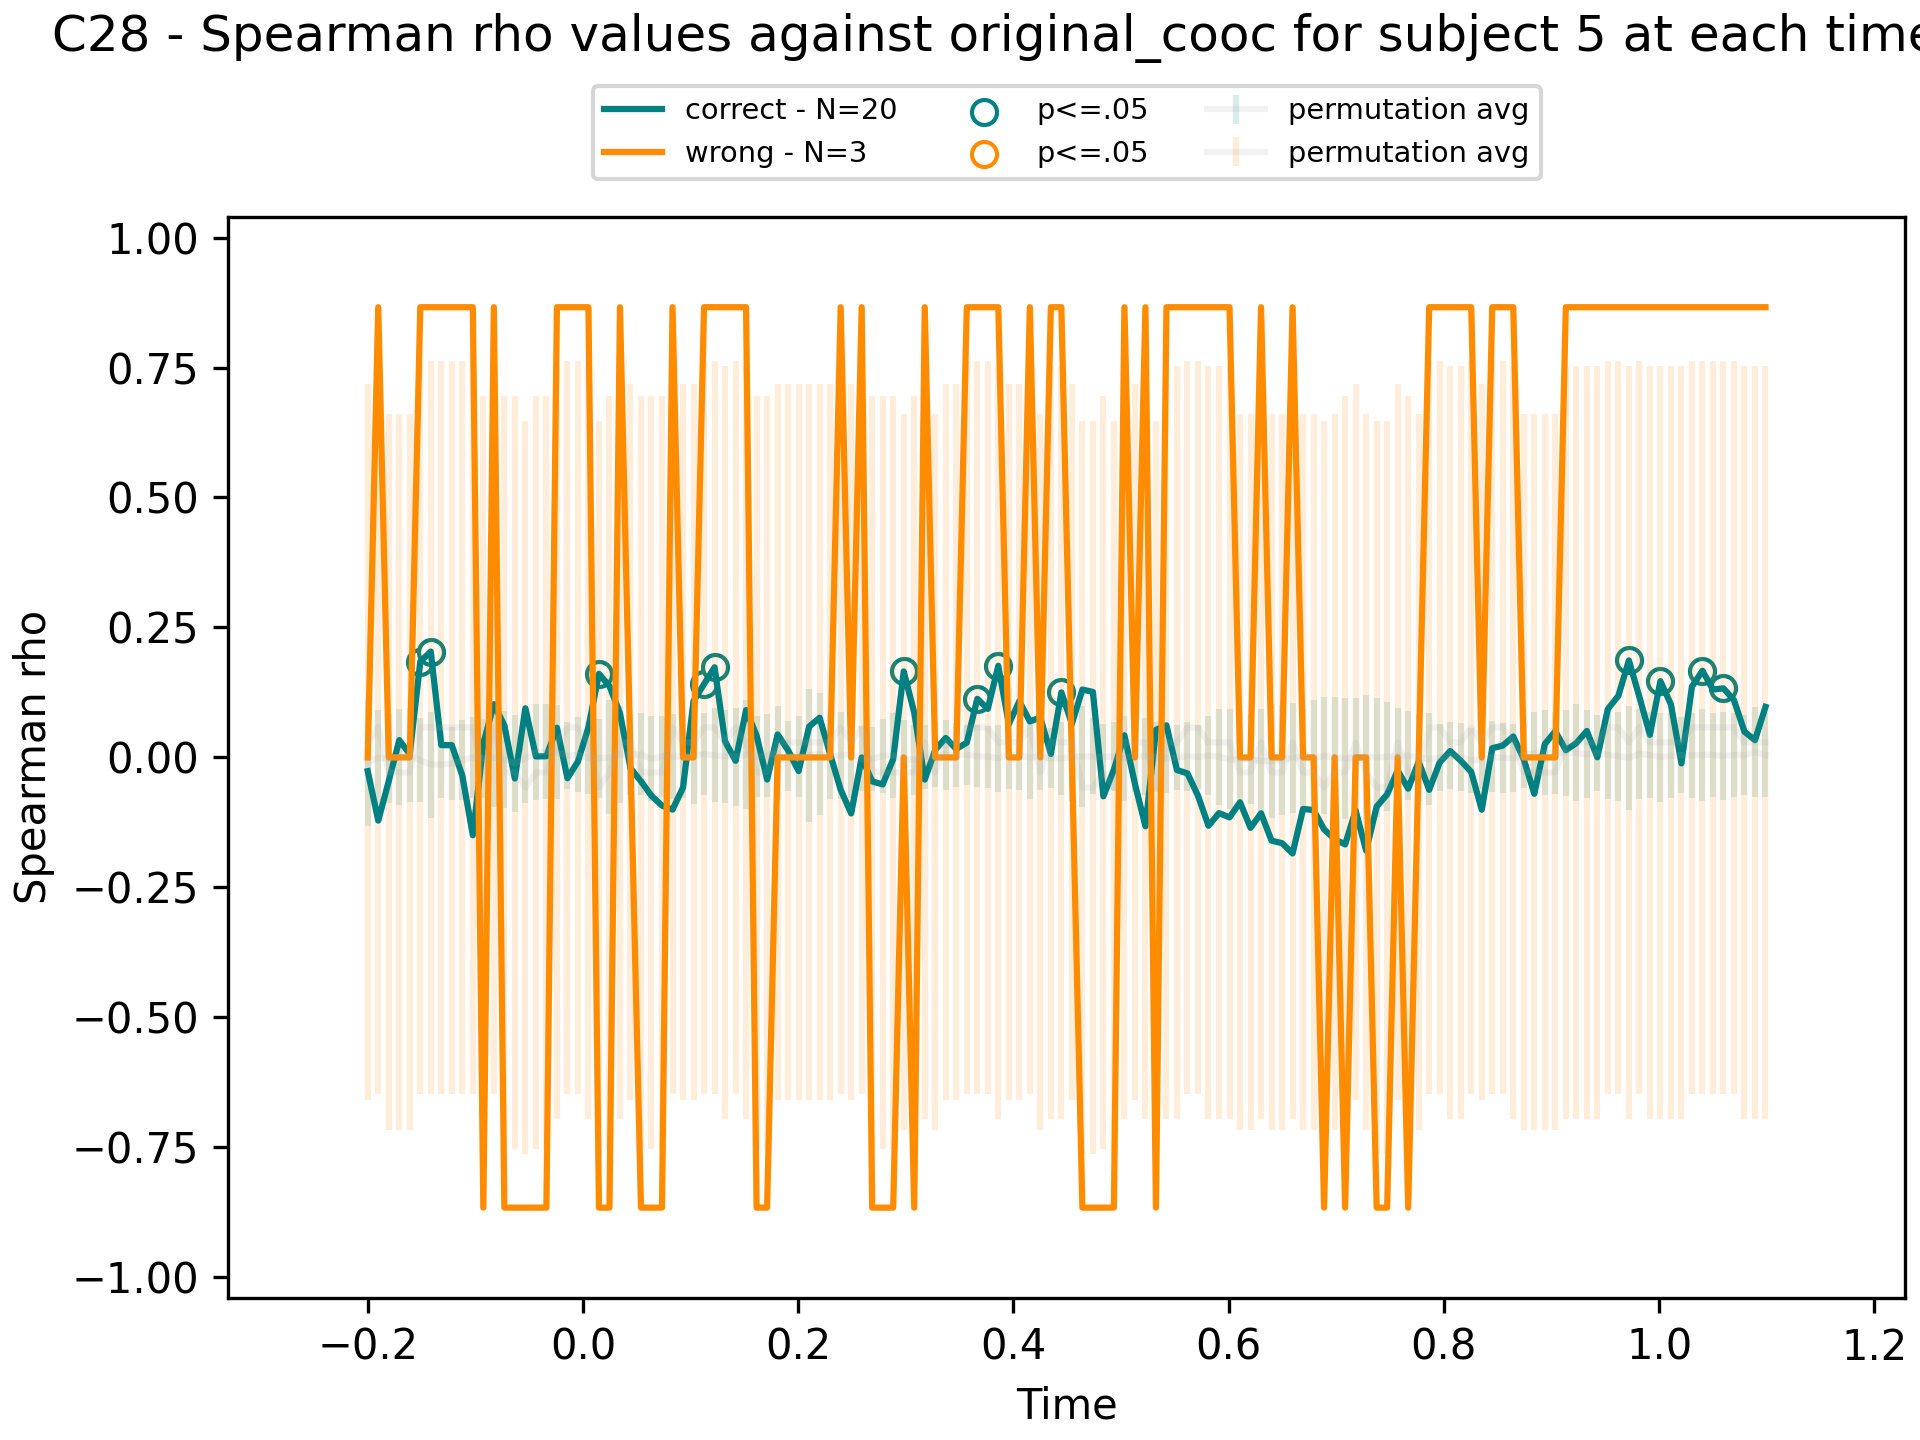 C28 - Spearman rho values against original_cooc for subject 5 at each time
correct - N=20 p<=.05 permutation avg
wrong - N=3 p<=.05 permutation avg
1.00
0.75
0.50
0.25
0.00
−0.25
−0.50
−0.75
−1.00
Spearman rho
−0.2 0.0 0.2 0.4 0.6 0.8 1.0 1.2
Time